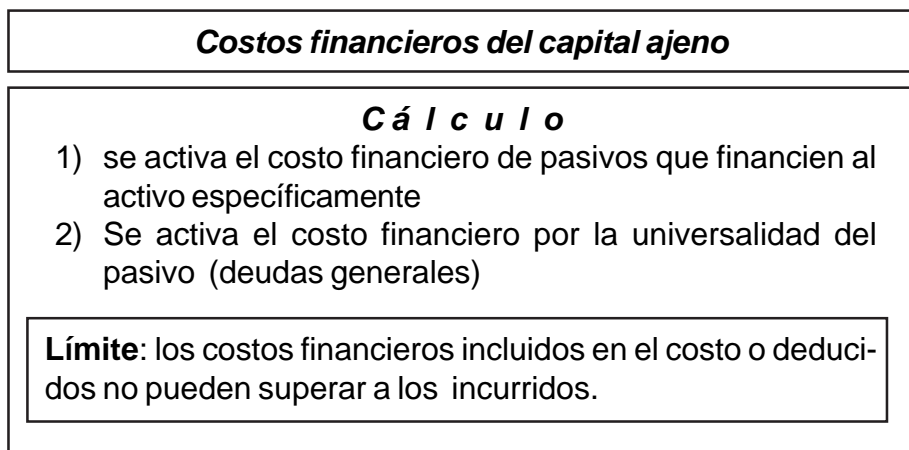 Costos financieros del capital ajeno
Cálculo
1) se activa el costo financiero de pasivos que financien al
activo específicamente
2) Se activa el costo financiero por la universalidad del
pasivo (deudas generales)
Límite: los costos financieros incluidos en el costo o deduci-
dos no pueden superar a los incurridos.